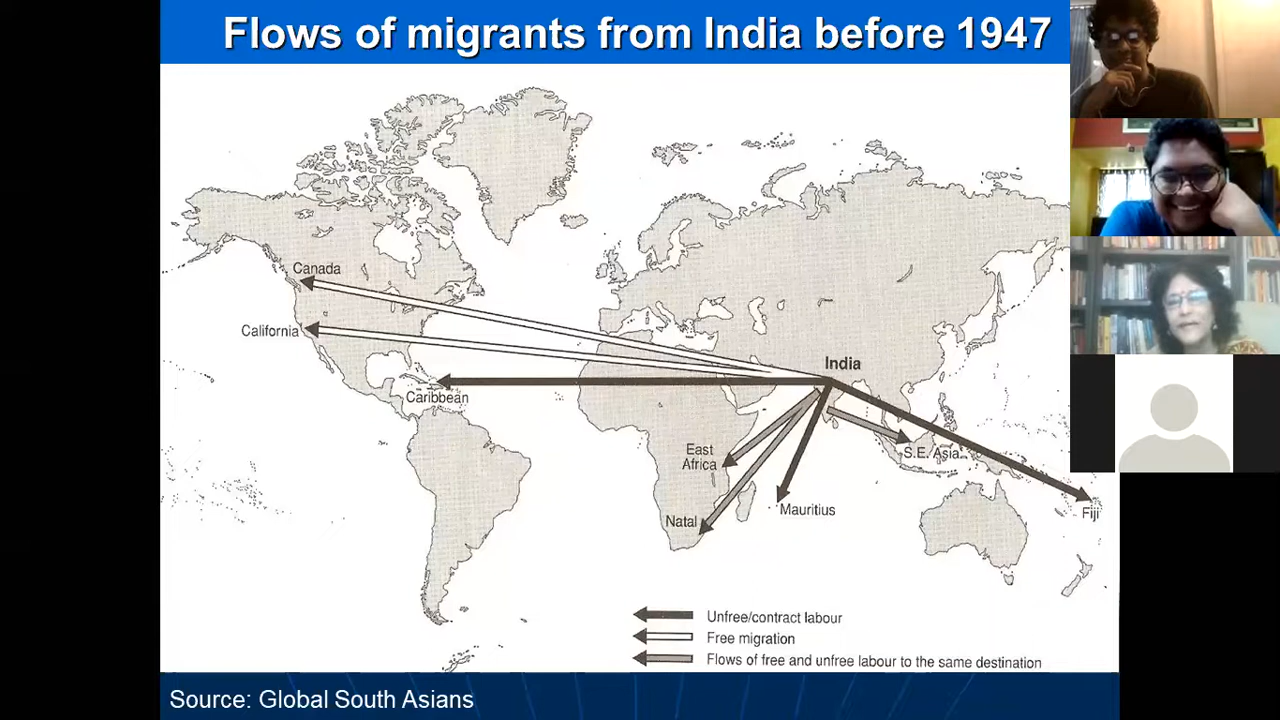 Flows of migrants from India before 1947
Canada
California
India
Caribbean
East
Africa
S.E. Asia
Natal
Mauritius
Fiji
Unfree/contract labour
Free migration
Flows of free and unfree labour to the same destination
Source: Global South Asians